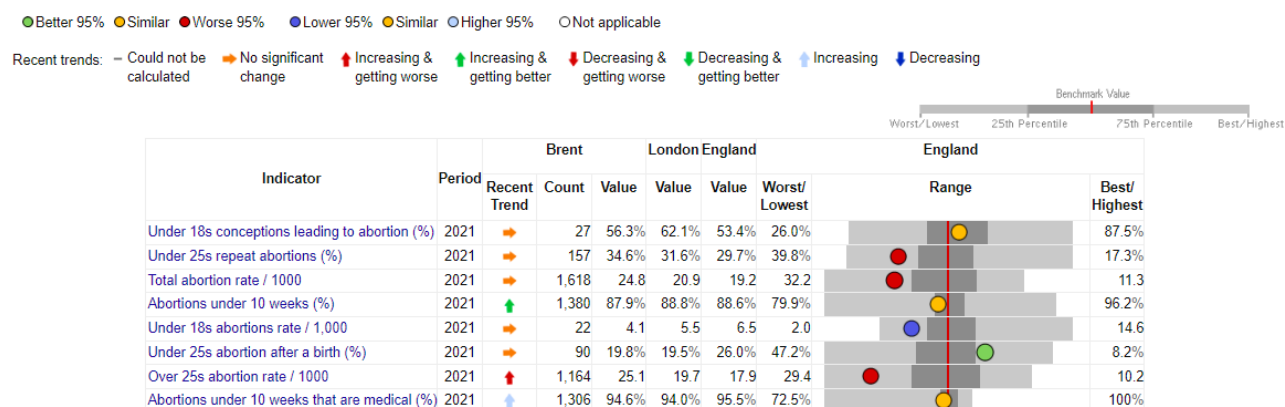 Better 95% Similar Worse 95% Lower 95% Similar Higher 95% Not applicable
Recent trends: – Could not be calculated No significant change Increasing & getting worse Increasing & getting better Decreasing & getting worse Decreasing & getting better Increasing Decreasing
Benchmark Value
Worst/Lowest 25th Percentile 75th Percentile Best/Highest
Brent London England England
Indicator Period Recent Trend Count Value Value Value Worst/ Lowest Range Best/ Highest
Under 18s conceptions leading to abortion (%) 2021 27 56.3% 62.1% 53.4% 26.0% 87.5%
Under 25s repeat abortions (%) 2021 157 34.6% 31.6% 29.7% 39.8% 17.3%
Total abortion rate / 1000 2021 1,618 24.8 20.9 19.2 32.2 11.3
Abortions under 10 weeks (%) 2021 1,380 87.9% 88.8% 88.6% 79.9% 96.2%
Under 18s abortions rate / 1,000 2021 22 4.1 5.5 6.5 2.0 14.6
Under 25s abortion after a birth (%) 2021 90 19.8% 19.5% 26.0% 47.2% 8.2%
Over 25s abortion rate / 1000 2021 1,164 25.1 19.7 17.9 29.4 10.2
Abortions under 10 weeks that are medical (%) 2021 1,306 94.6% 94.0% 95.5% 72.5% 100%